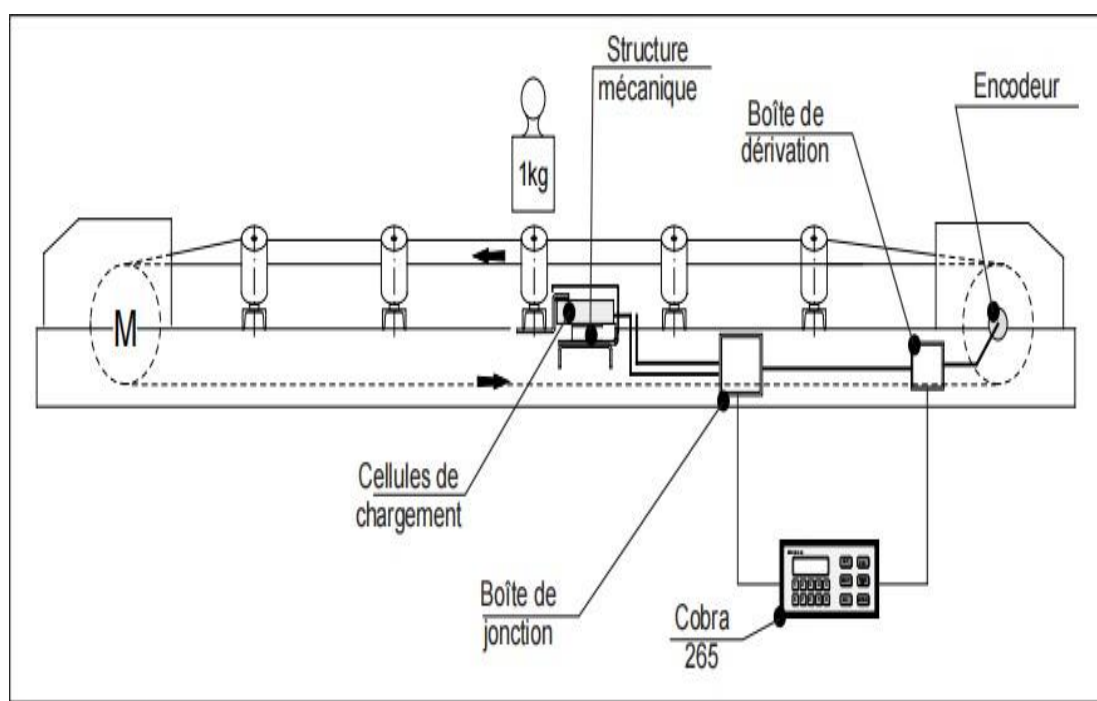 Structure
mécanique
Encodeur
Boîte de
dérivation
1kg
M
Cellules de
chargement
Boîte de
jonction
Cobra
265